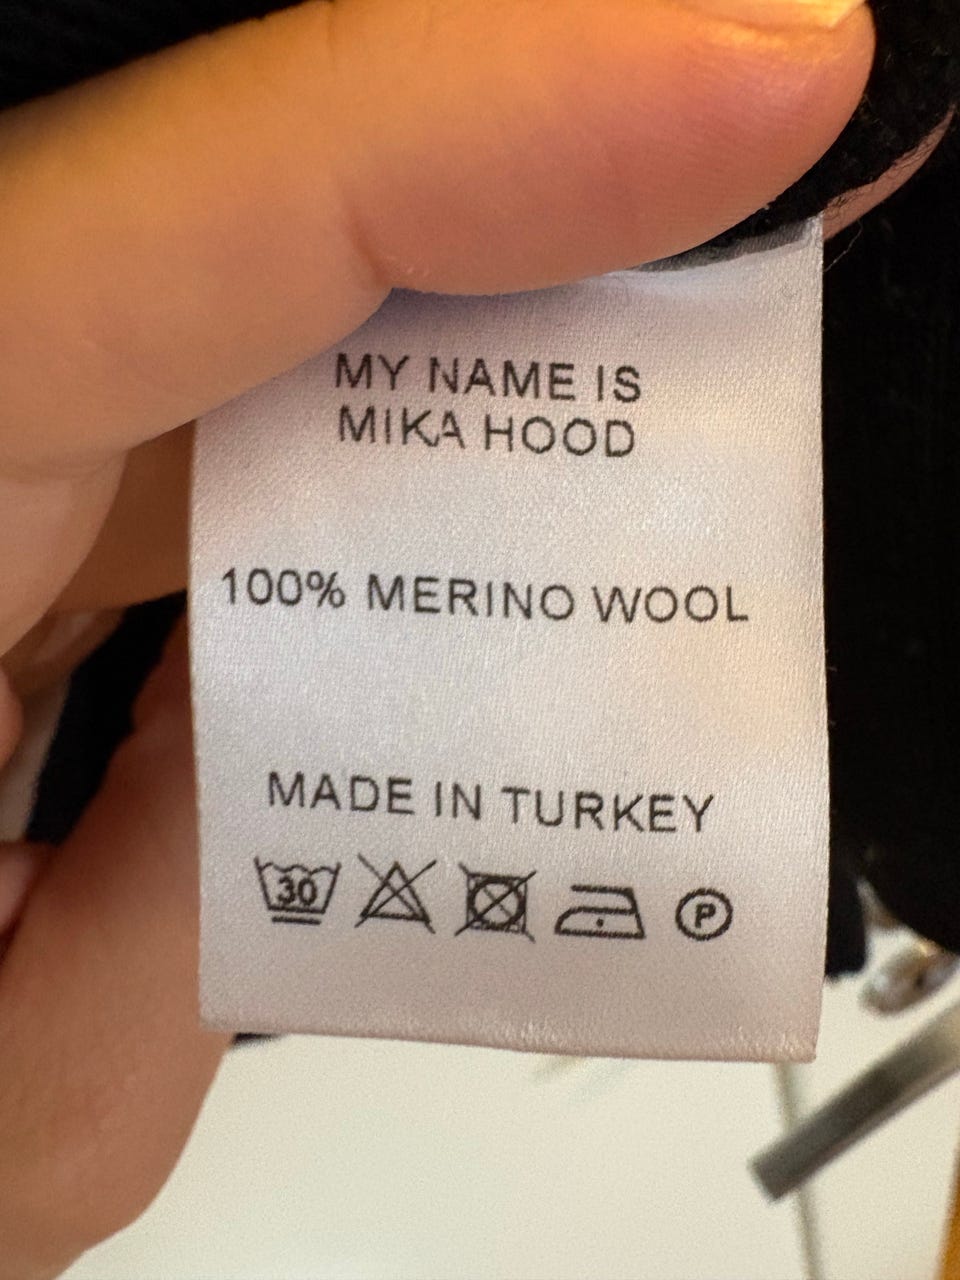 MY NAME IS
MIKA HOOD
100% MERINO WOOL
MADE IN TURKEY
30 P